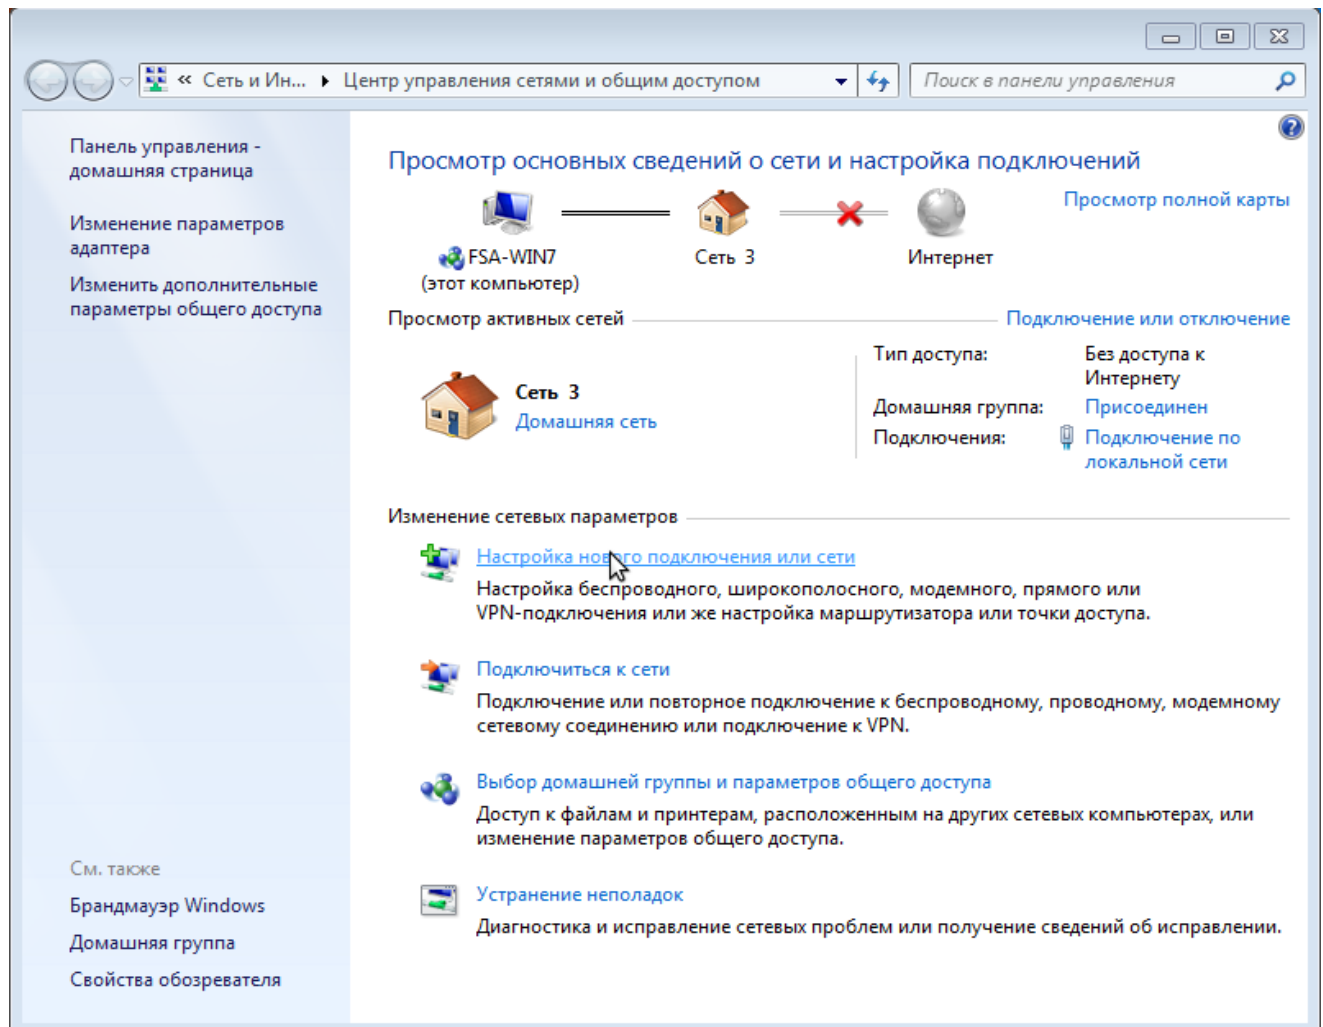 « Сеть и Ин... ▸ Центр управления сетями и общим доступом
Поиск в панели управления
Панель управления -
домашняя страница
Изменение параметров
адаптера
Изменить дополнительные
параметры общего доступа
См. также
Брандмауэр Windows
Домашняя группа
Свойства обозревателя
Просмотр основных сведений о сети и настройка подключений
Просмотр полной карты
FSA-WIN7
(этот компьютер)
Сеть 3
Интернет
Просмотр активных сетей
Подключение или отключение
Сеть 3
Домашняя сеть
Тип доступа: Без доступа к
Интернету
Домашняя группа: Присоединен
Подключения: Подключение по
локальной сети
Изменение сетевых параметров
Настройка нового подключения или сети
Настройка беспроводного, широкополосного, модемного, прямого или
VPN-подключения или же настройка маршрутизатора или точки доступа.
Подключиться к сети
Подключение или повторное подключение к беспроводному, проводному, модемному
сетевому соединению или подключение к VPN.
Выбор домашней группы и параметров общего доступа
Доступ к файлам и принтерам, расположенным на других сетевых компьютерах, или
изменение параметров общего доступа.
Устранение неполадок
Диагностика и исправление сетевых проблем или получение сведений об исправлении.